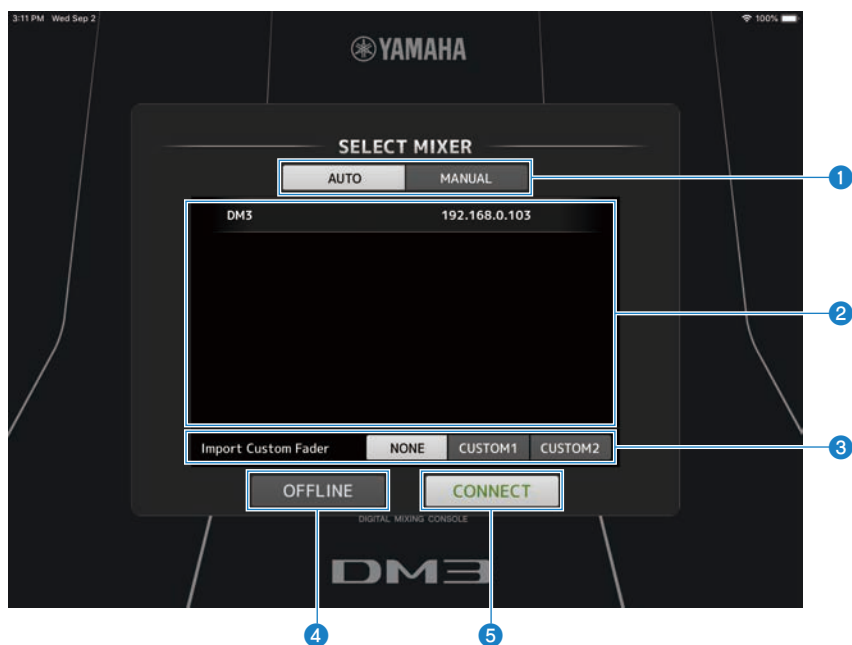 3:11 PM Wed Sep 2
100%
YAMAHA
SELECT MIXER
AUTO MANUAL
1
DM3 192.168.0.103
2
Import Custom Fader NONE CUSTOM1 CUSTOM2
3
OFFLINE CONNECT
DIGITAL MIXING CONSOLE
DM3
4 5